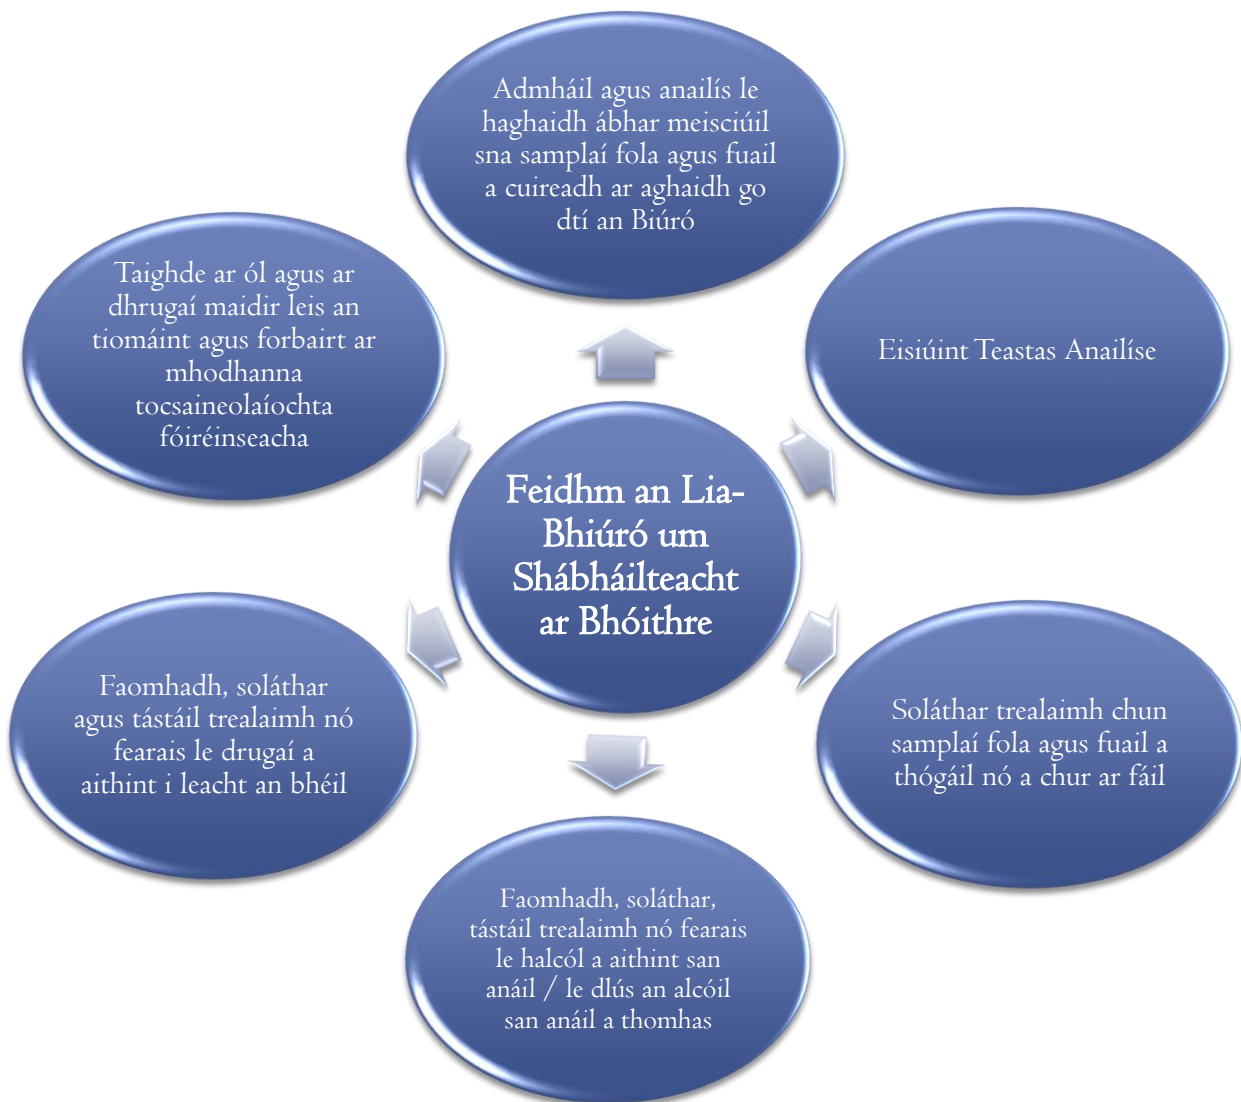 Admháil agus anailís le
haghaidh ábhar meisciúil
sna samplaí fola agus fuail
a cuireadh ar aghaidh go
dtí an Biúró
Eisiúint Teastas Anailíse
Soláthar trealaimh chun
samplaí fola agus fuail a
thógáil nó a chur ar fáil
Faomhadh, soláthar,
tástáil trealaimh nó fearais
le halcól a aithint san
anáil / le dlús an alcóil
san anáil a thomhas
Faomhadh, soláthar
agus tástáil trealaimh nó
fearais le drugaí a
aithint i leacht an bhéil
Taighde ar ól agus ar
dhrugaí maidir leis an
tiomáint agus forbairt ar
mhodhanna
tocsaineolaíochta
fóiréinseacha
Feidhm an Lia-
Bhiúró um
Shábháilteacht
ar Bhóithre